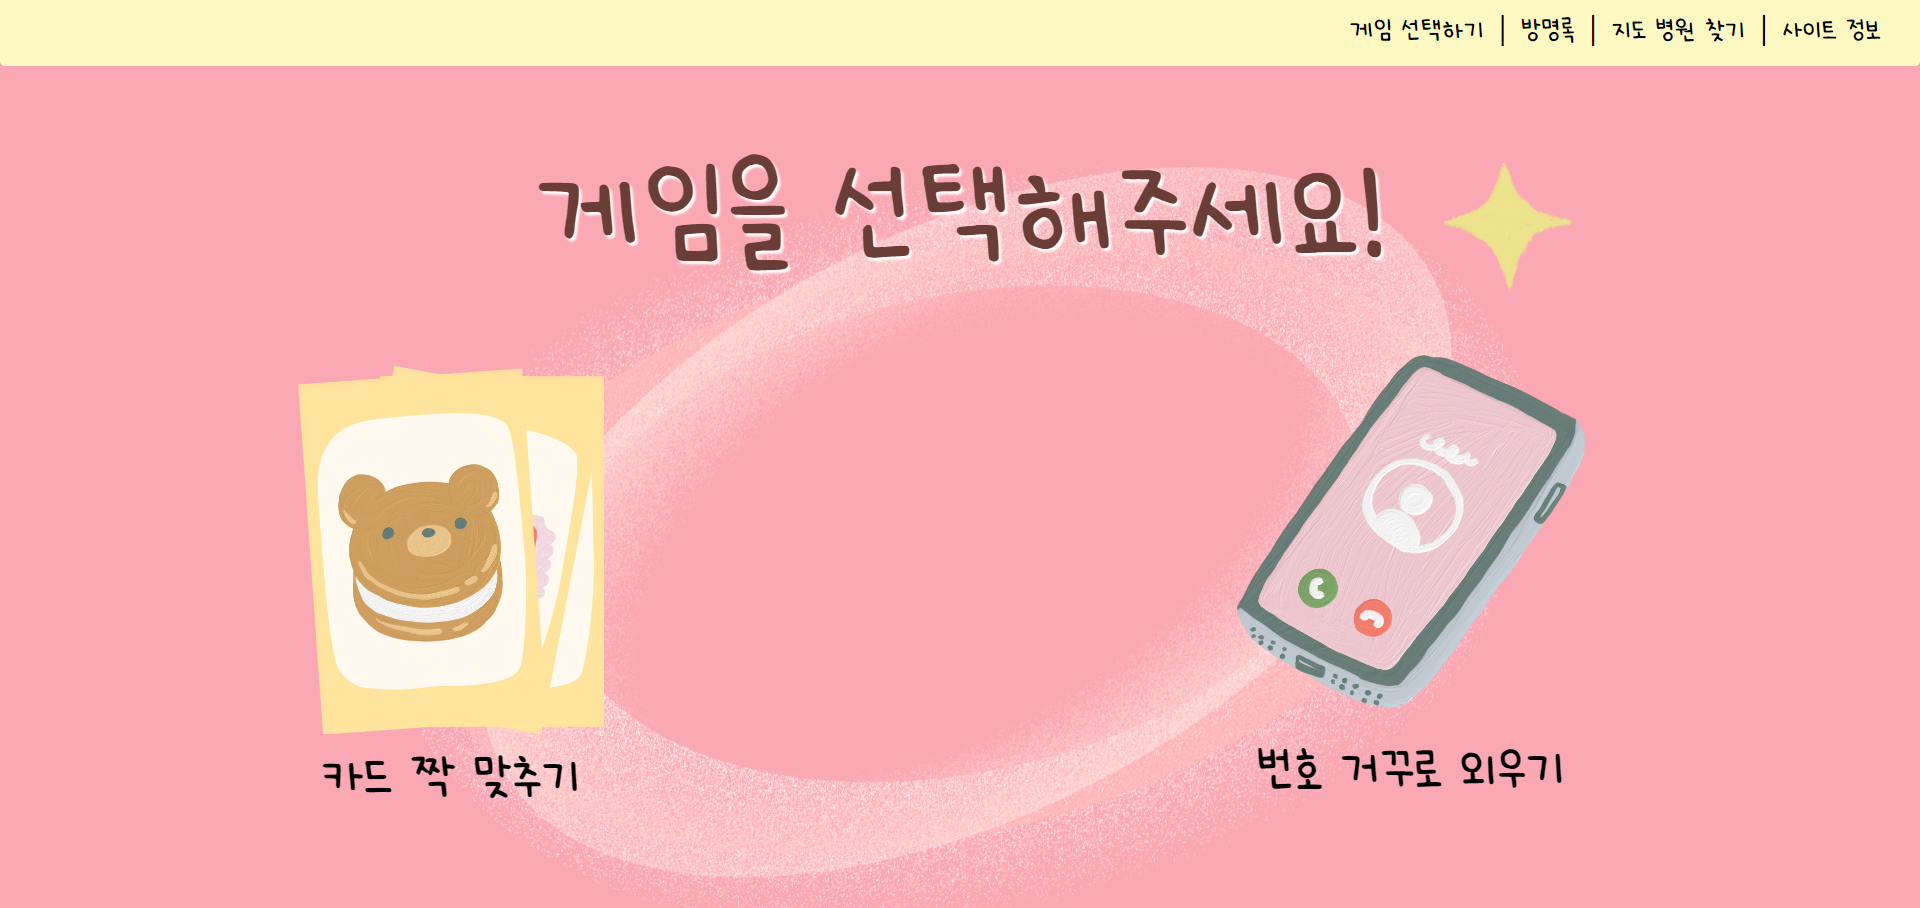 게임 선택하기 | 방명록 | 지도 병원 찾기 | 사이트 정보
게임을 선택해주세요!
카드 짝 맞추기
번호 거꾸로 외우기